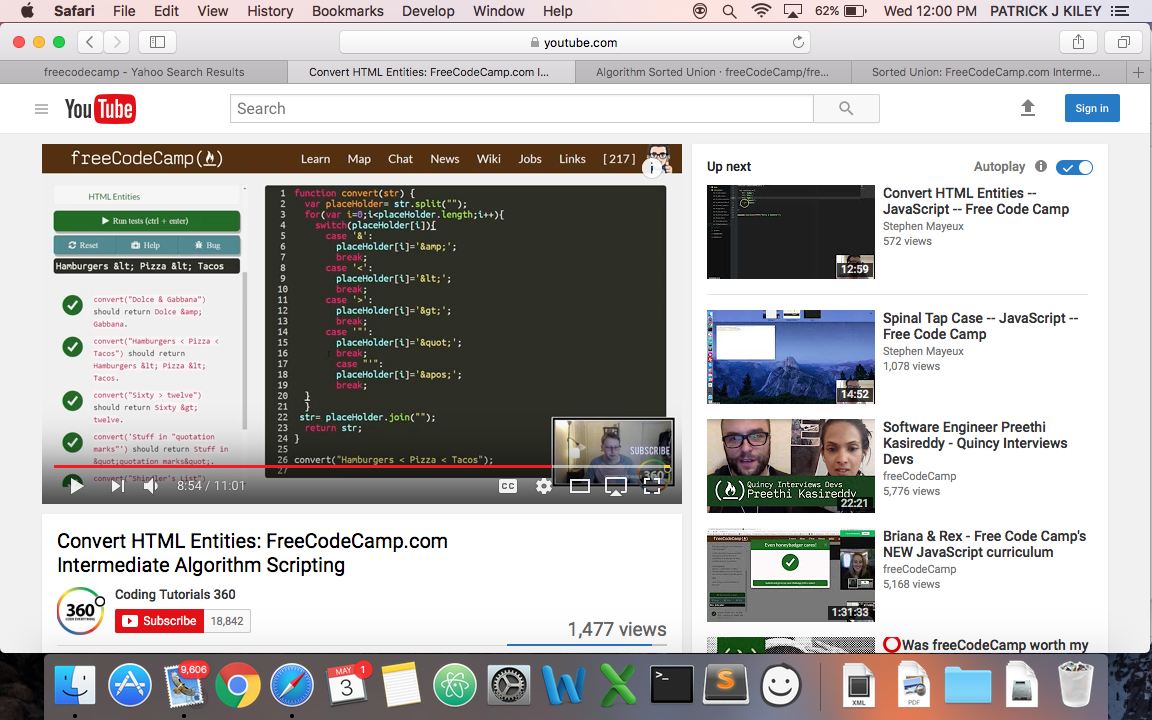 Safari File Edit View History Bookmarks Develop Window Help 62% Wed 12:00 PM PATRICK J KILEY
youtube.com
freecodecamp - Yahoo Search Results
Convert HTML Entities: FreeCodeCamp.com I...
Algorithm Sorted Union · freeCodeCamp/fre...
Sorted Union: FreeCodeCamp.com Interme...
YouTube
Search
Sign in
freeCodeCamp
Learn Map Chat News Wiki Jobs Links [ 217 ]
HTML Entities
Run tests (ctrl + enter)
Reset Help Bug
Hamburgers &lt; Pizza &lt; Tacos
convert("Dolce & Gabbana")
should return Dolce &amp;
Gabbana.
convert("Hamburgers < Pizza <
Tacos") should return
Hamburgers &lt; Pizza &lt;
Tacos.
convert("Sixty > twelve")
should return Sixty &gt;
twelve.
convert('Stuff in "quotation
marks"') should return Stuff in
&quot;quotation marks&quot;.
convert("Shindler's List")
1 function convert(str) {
2 var placeHolder= str.split("");
3 for(var i=0;i<placeHolder.length;i++){
4 switch(placeHolder[i]){
5 case '&':
6 placeHolder[i]='&amp;';
7 break;
8 case '<':
9 placeHolder[i]='&lt;';
10 break;
11 case '>':
12 placeHolder[i]='&gt;';
13 break;
14 case '"':
15 placeHolder[i]='&quot;';
16 break;
17 case "'":
18 placeHolder[i]='&apos;';
19 break;
20 }
21 }
22 str= placeHolder.join("");
23 return str;
24 }
25
26 convert("Hamburgers < Pizza < Tacos");
27
SUBSCRIBE
360
8:54 / 11:01
CC
Convert HTML Entities: FreeCodeCamp.com
Intermediate Algorithm Scripting
360
CODE EVERYTHING
Coding Tutorials 360
Subscribe 18,842
1,477 views
Up next
Autoplay
12:59
Convert HTML Entities --
JavaScript -- Free Code Camp
Stephen Mayeux
572 views
14:52
Spinal Tap Case -- JavaScript --
Free Code Camp
Stephen Mayeux
1,078 views
Quincy Interviews Devs
Preethi Kasireddy
22:21
Software Engineer Preethi
Kasireddy - Quincy Interviews
Devs
freeCodeCamp
5,776 views
Even honeybadger cares!
1:31:33
Briana & Rex - Free Code Camp's
NEW JavaScript curriculum
freeCodeCamp
5,168 views
Was freeCodeCamp worth my
9,606
MAY
3
1
XML
PDF